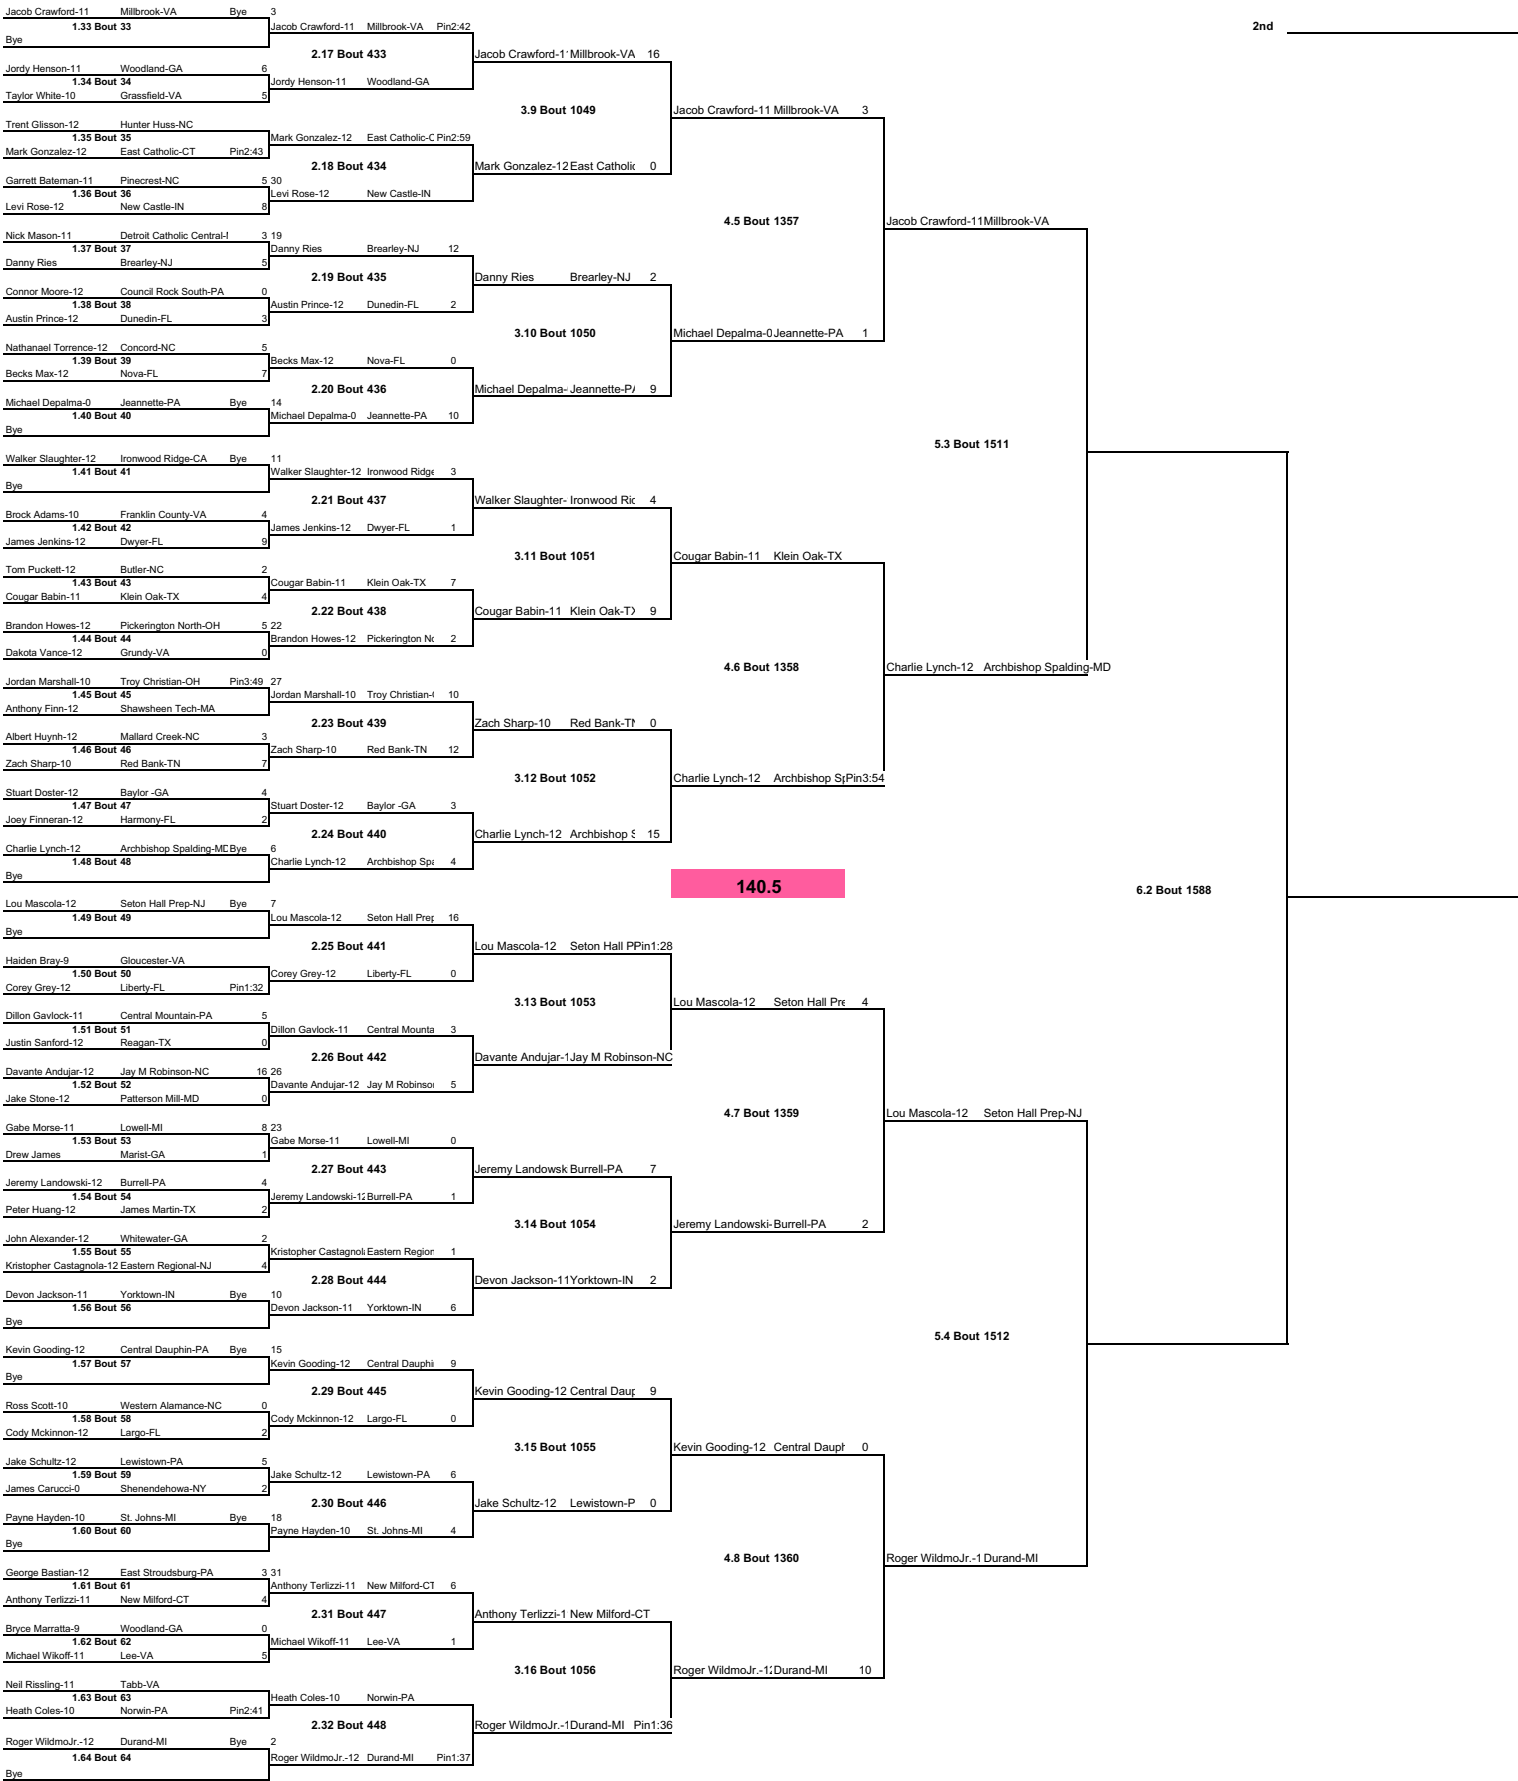 Jacob Crawford-11 Millbrook-VA Bye 3
1.33 Bout 33
Bye
Jordy Henson-11 Woodland-GA 6
1.34 Bout 34
Taylor White-10 Grassfield-VA 5
Trent Glisson-12 Hunter Huss-NC
1.35 Bout 35
Mark Gonzalez-12 East Catholic-CT Pin2:43
Garrett Bateman-11 Pinecrest-NC 5 30
1.36 Bout 36
Levi Rose-12 New Castle-IN 8
Nick Mason-11 Detroit Catholic Central-I 3 19
1.37 Bout 37
Danny Ries Brearley-NJ 5
Connor Moore-12 Council Rock South-PA 0
1.38 Bout 38
Austin Prince-12 Dunedin-FL 3
Nathanael Torrence-12 Concord-NC 5
1.39 Bout 39
Becks Max-12 Nova-FL 7
Michael Depalma-0 Jeannette-PA Bye 14
1.40 Bout 40
Bye
Walker Slaughter-12 Ironwood Ridge-CA Bye 11
1.41 Bout 41
Bye
Brock Adams-10 Franklin County-VA 4
1.42 Bout 42
James Jenkins-12 Dwyer-FL 9
Tom Puckett-12 Butler-NC 2
1.43 Bout 43
Cougar Babin-11 Klein Oak-TX 4
Brandon Howes-12 Pickerington North-OH 5 22
1.44 Bout 44
Dakota Vance-12 Grundy-VA 0
Jordan Marshall-10 Troy Christian-OH Pin3:49 27
1.45 Bout 45
Anthony Finn-12 Shawsheen Tech-MA
Albert Huynh-12 Mallard Creek-NC 3
1.46 Bout 46
Zach Sharp-10 Red Bank-TN 7
Stuart Doster-12 Baylor -GA 4
1.47 Bout 47
Joey Finneran-12 Harmony-FL 2
Charlie Lynch-12 Archbishop Spalding-MD Bye 6
1.48 Bout 48
Bye
Lou Mascola-12 Seton Hall Prep-NJ Bye 7
1.49 Bout 49
Bye
Haiden Bray-9 Gloucester-VA
1.50 Bout 50
Corey Grey-12 Liberty-FL Pin1:32
Dillon Gavlock-11 Central Mountain-PA 5
1.51 Bout 51
Justin Sanford-12 Reagan-TX 0
Davante Andujar-12 Jay M Robinson-NC 16 26
1.52 Bout 52
Jake Stone-12 Patterson Mill-MD 0
Gabe Morse-11 Lowell-MI 8 23
1.53 Bout 53
Drew James Marist-GA 1
Jeremy Landowski-12 Burrell-PA 4
1.54 Bout 54
Peter Huang-12 James Martin-TX 2
John Alexander-12 Whitewater-GA 2
1.55 Bout 55
Kristopher Castagnola-12 Eastern Regional-NJ 4
Devon Jackson-11 Yorktown-IN Bye 10
1.56 Bout 56
Bye
Kevin Gooding-12 Central Dauphin-PA Bye 15
1.57 Bout 57
Bye
Ross Scott-10 Western Alamance-NC 0
1.58 Bout 58
Cody Mckinnon-12 Largo-FL 2
Jake Schultz-12 Lewistown-PA 5
1.59 Bout 59
James Carucci-0 Shenendehowa-NY 2
Payne Hayden-10 St. Johns-MI Bye 18
1.60 Bout 60
Bye
George Bastian-12 East Stroudsburg-PA 3 31
1.61 Bout 61
Anthony Terlizzi-11 New Milford-CT 4
Bryce Marratta-9 Woodland-GA 0
1.62 Bout 62
Michael Wikoff-11 Lee-VA 5
Neil Rissling-11 Tabb-VA
1.63 Bout 63
Heath Coles-10 Norwin-PA Pin2:41
Roger WildmoJr.-12 Durand-MI Bye 2
1.64 Bout 64
Bye
Jacob Crawford-11 Millbrook-VA Pin2:42
2.17 Bout 433
Jordy Henson-11 Woodland-GA
Mark Gonzalez-12 East Catholic-C Pin2:59
2.18 Bout 434
Levi Rose-12 New Castle-IN
Danny Ries Brearley-NJ 12
2.19 Bout 435
Austin Prince-12 Dunedin-FL 2
Becks Max-12 Nova-FL 0
2.20 Bout 436
Michael Depalma-0 Jeannette-PA 10
Walker Slaughter-12 Ironwood Ridge 3
2.21 Bout 437
James Jenkins-12 Dwyer-FL 1
Cougar Babin-11 Klein Oak-TX 7
2.22 Bout 438
Brandon Howes-12 Pickerington No 2
Jordan Marshall-10 Troy Christian-( 10
2.23 Bout 439
Zach Sharp-10 Red Bank-TN 12
Stuart Doster-12 Baylor -GA 3
2.24 Bout 440
Charlie Lynch-12 Archbishop Spa 4
Lou Mascola-12 Seton Hall Prep 16
2.25 Bout 441
Corey Grey-12 Liberty-FL 0
Dillon Gavlock-11 Central Mounta 3
2.26 Bout 442
Davante Andujar-12 Jay M Robinson 5
Gabe Morse-11 Lowell-MI 0
2.27 Bout 443
Jeremy Landowski-12 Burrell-PA 1
Kristopher Castagnola Eastern Region 1
2.28 Bout 444
Devon Jackson-11 Yorktown-IN 6
Kevin Gooding-12 Central Dauphi 9
2.29 Bout 445
Cody Mckinnon-12 Largo-FL 0
Jake Schultz-12 Lewistown-PA 6
2.30 Bout 446
Payne Hayden-10 St. Johns-MI 4
Anthony Terlizzi-11 New Milford-CT 6
2.31 Bout 447
Michael Wikoff-11 Lee-VA 1
Heath Coles-10 Norwin-PA
2.32 Bout 448
Roger WildmoJr.-12 Durand-MI Pin1:37
Jacob Crawford-1 Millbrook-VA 16
3.9 Bout 1049
Mark Gonzalez-12 East Catholic 0
Danny Ries Brearley-NJ 2
3.10 Bout 1050
Michael Depalma- Jeannette-PA 9
Walker Slaughter- Ironwood Rid 4
3.11 Bout 1051
Cougar Babin-11 Klein Oak-TX 9
Zach Sharp-10 Red Bank-TN 0
3.12 Bout 1052
Charlie Lynch-12 Archbishop S 15
Lou Mascola-12 Seton Hall P Pin1:28
3.13 Bout 1053
Davante Andujar-1 Jay M Robinson-NC
Jeremy Landowsk Burrell-PA 7
3.14 Bout 1054
Devon Jackson-11 Yorktown-IN 2
Kevin Gooding-12 Central Daup 9
3.15 Bout 1055
Jake Schultz-12 Lewistown-P 0
Anthony Terlizzi-1 New Milford-CT
3.16 Bout 1056
Roger WildmoJr.-1 Durand-MI Pin1:36
Jacob Crawford-11 Millbrook-VA 3
4.5 Bout 1357
Michael Depalma-0 Jeannette-PA 1
Cougar Babin-11 Klein Oak-TX
4.6 Bout 1358
Charlie Lynch-12 Archbishop Sp Pin3:54
140.5
Lou Mascola-12 Seton Hall Pre 4
4.7 Bout 1359
Jeremy Landowski- Burrell-PA 2
Kevin Gooding-12 Central Dauph 0
4.8 Bout 1360
Roger WildmoJr.-12 Durand-MI 10
Jacob Crawford-11 Millbrook-VA
5.3 Bout 1511
Charlie Lynch-12 Archbishop Spalding-MD
Lou Mascola-12 Seton Hall Prep-NJ
5.4 Bout 1512
Roger WildmoJr.-1 Durand-MI
2nd
6.2 Bout 1588